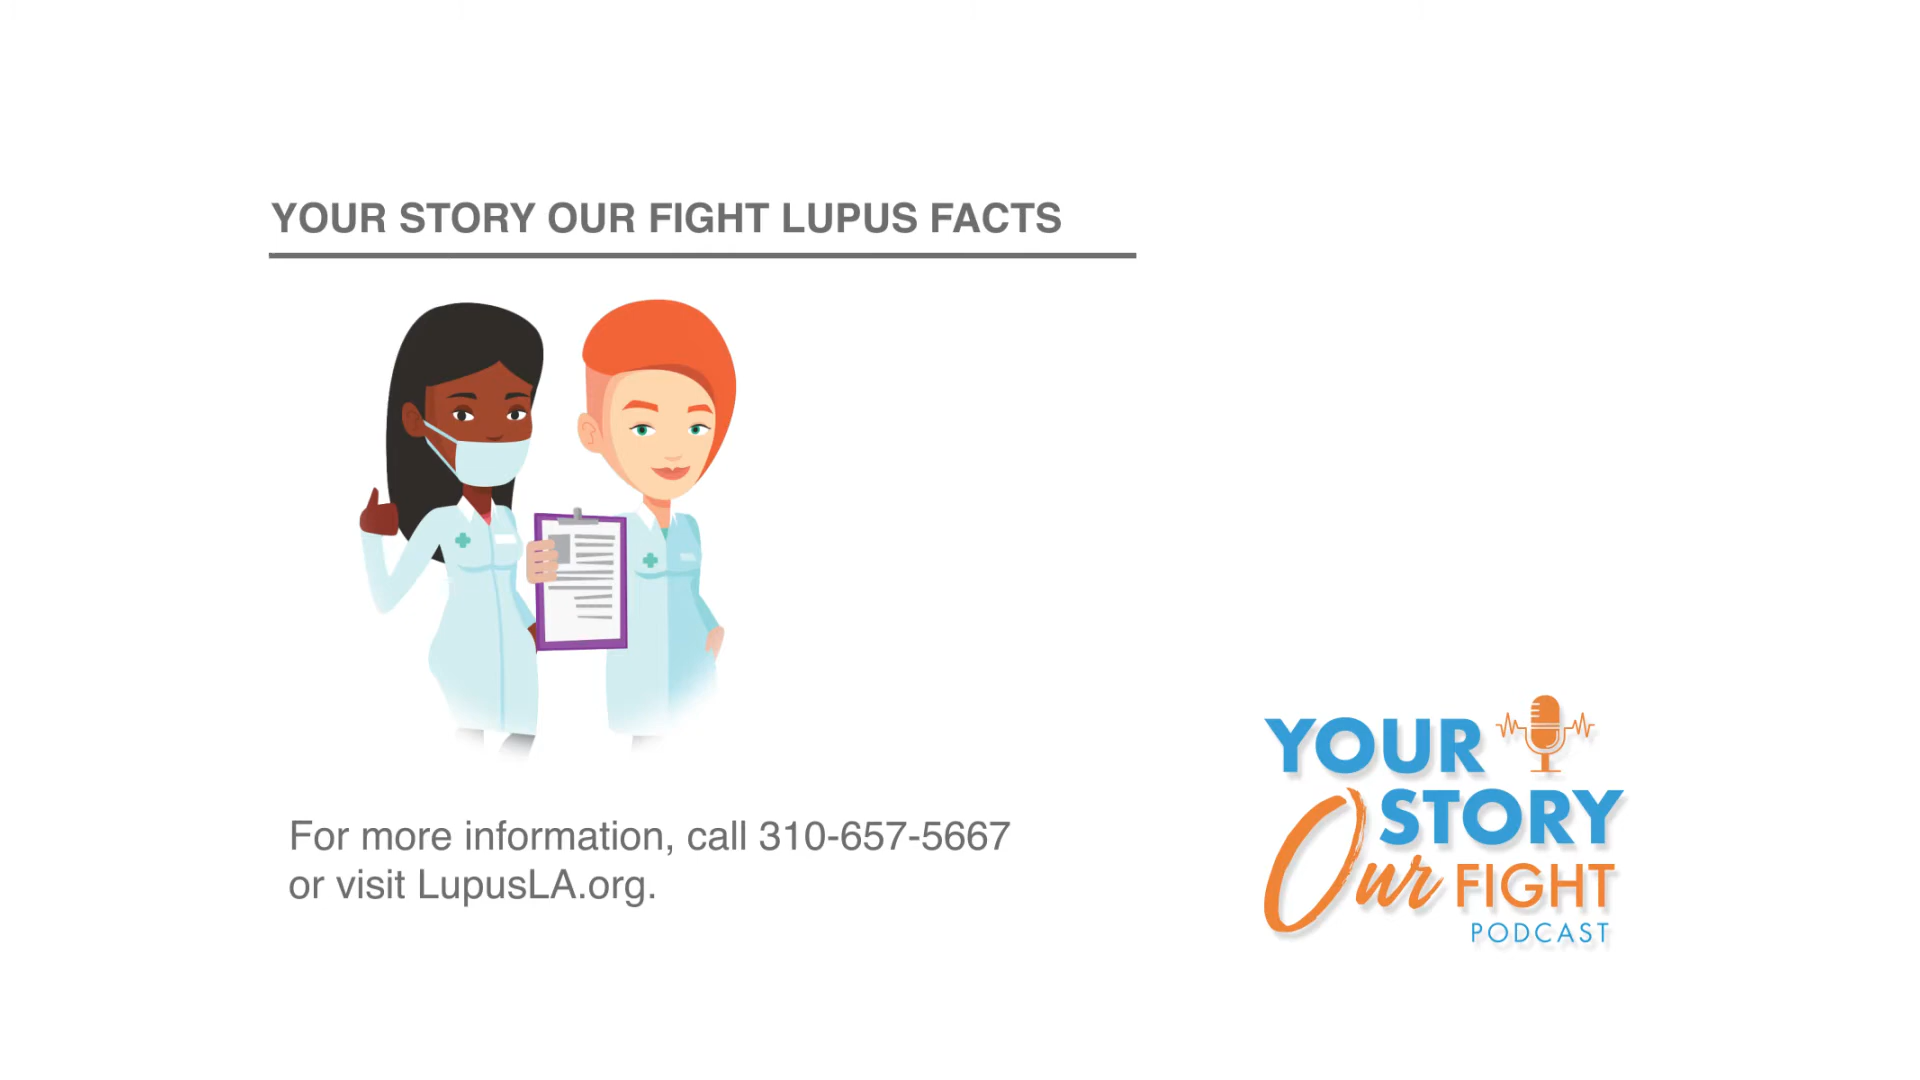 YOUR STORY OUR FIGHT LUPUS FACTS
For more information, call 310-657-5667
or visit LupusLA.org.
YOUR
STORY
Our FIGHT
PODCAST